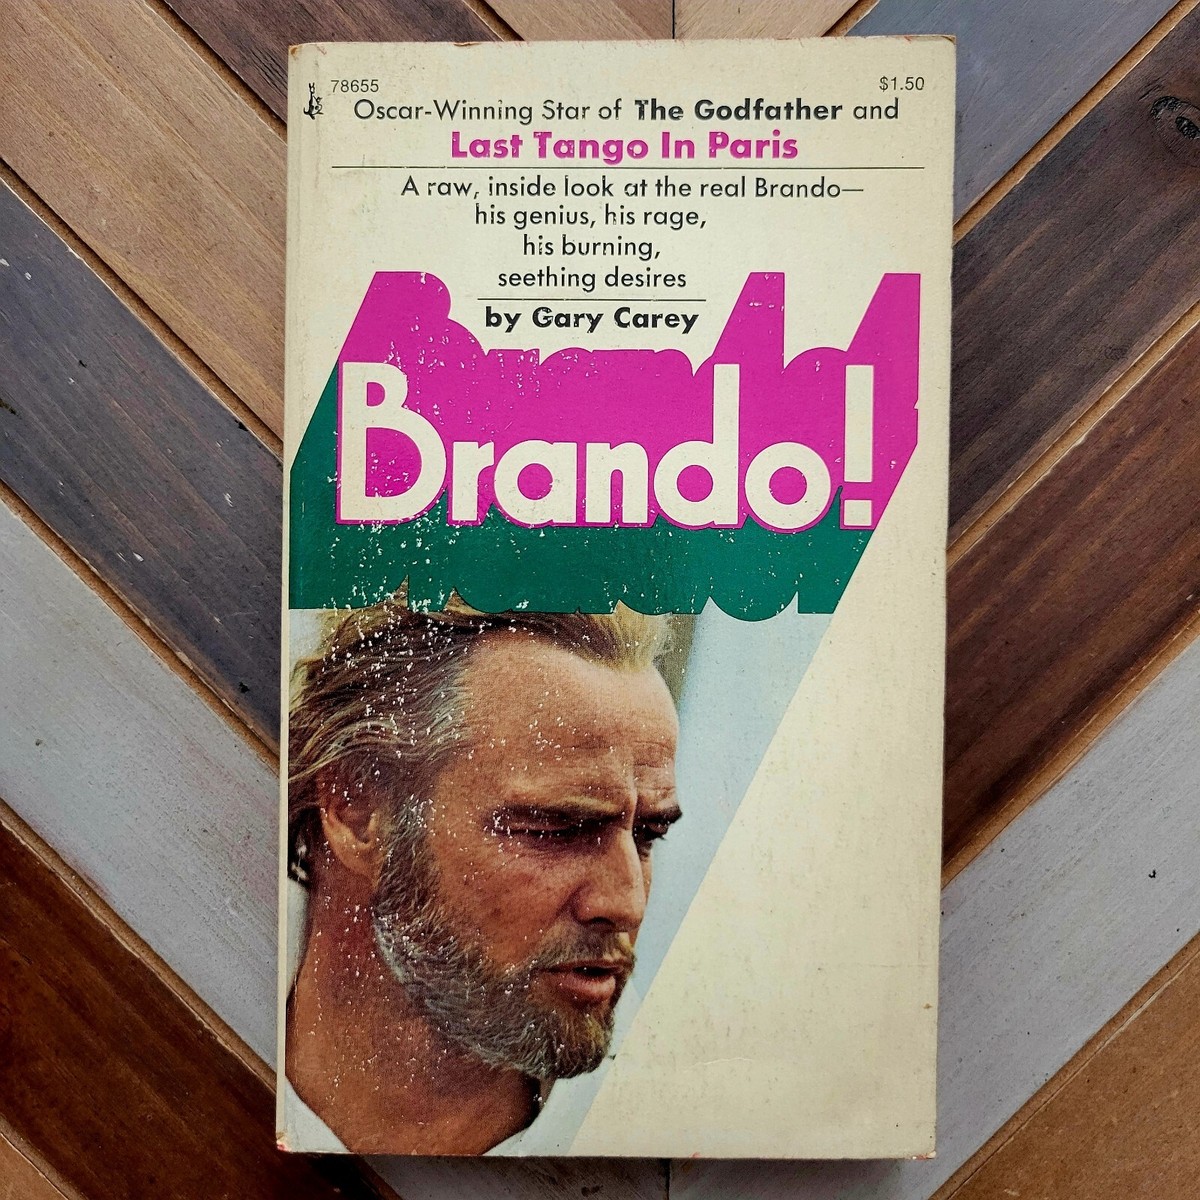 78655 $1.50
Oscar-Winning Star of The Godfather and
Last Tango In Paris
A raw, inside look at the real Brando—
his genius, his rage,
his burning,
seething desires
by Gary Carey
Brando!